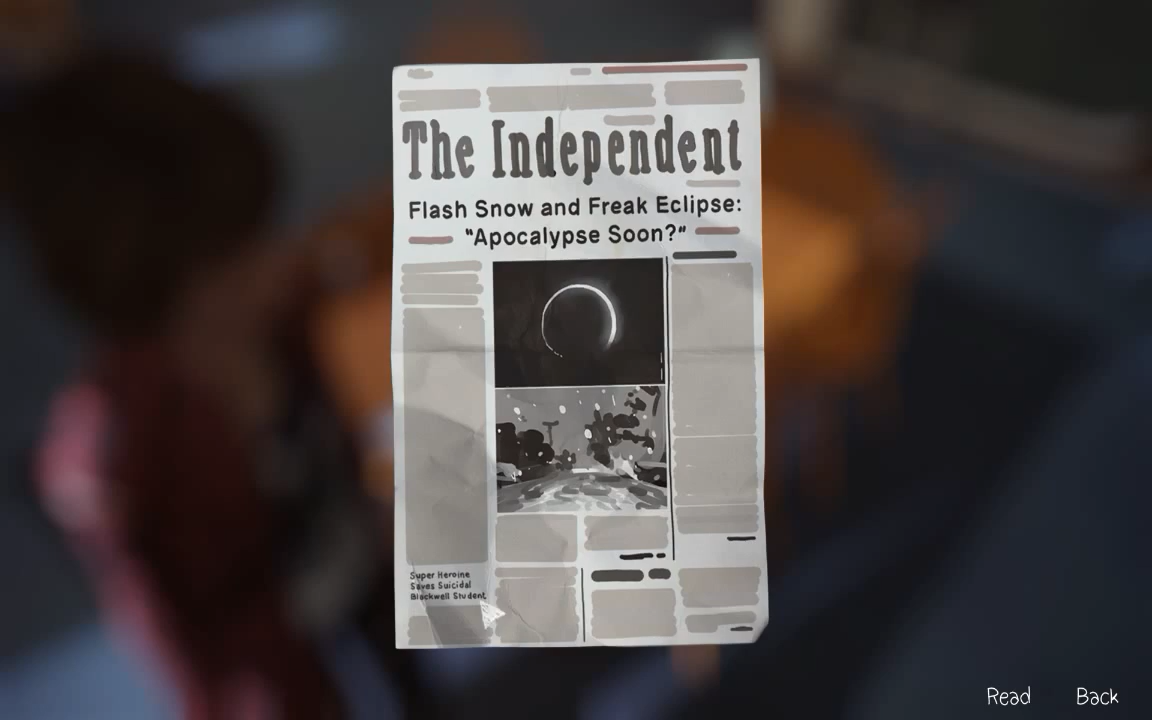 The Independent
Flash Snow and Freak Eclipse:
"Apocalypse Soon?"
Super Heroine
Saves Suicidal
Blackwell Student
Read
Back